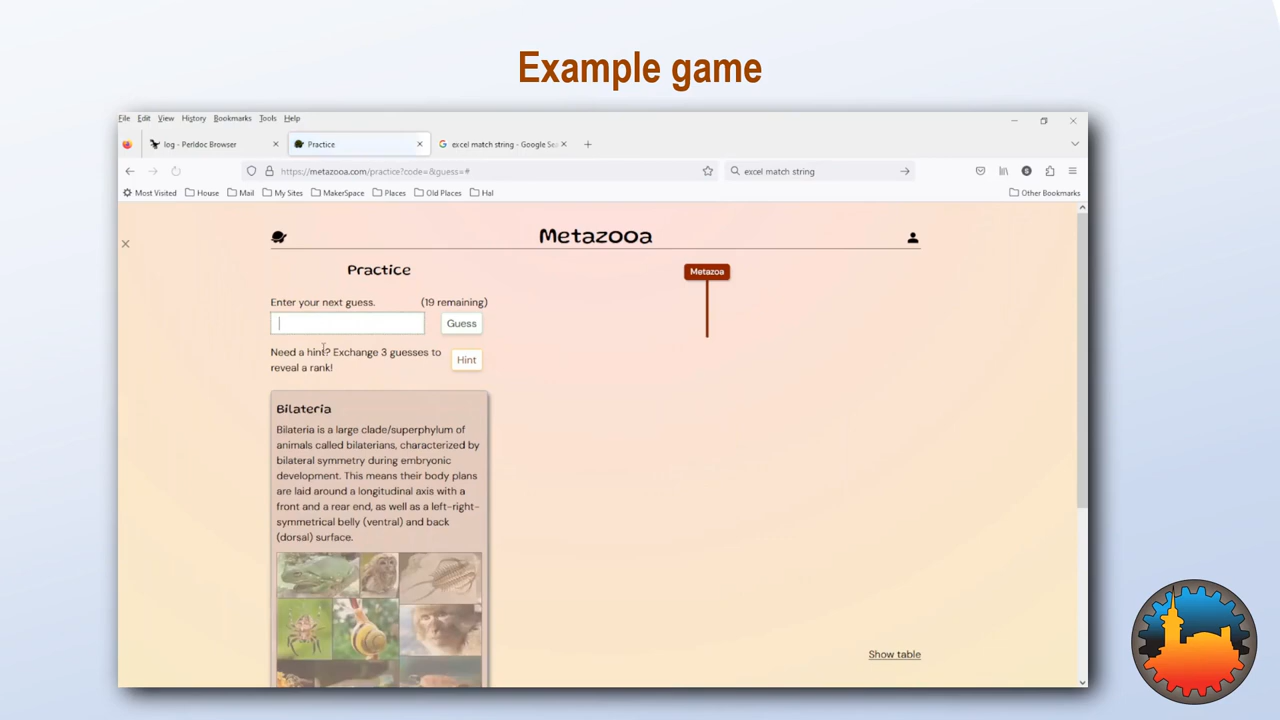 Example game
File Edit View History Bookmarks Tools Help
log - Perldoc Browser
Practice
excel match string - Google Sea
https://metazooa.com/practice?code=&guess=#
excel match string
Most Visited House Mail My Sites MakerSpace Places Old Places Hal Other Bookmarks
Metazooa
Practice
Enter your next guess. (19 remaining)
Guess
Need a hint? Exchange 3 guesses to
reveal a rank!
Hint
Bilateria
Bilateria is a large clade/superphylum of
animals called bilaterians, characterized by
bilateral symmetry during embryonic
development. This means their body plans
are laid around a longitudinal axis with a
front and a rear end, as well as a left-right-
symmetrical belly (ventral) and back
(dorsal) surface.
Metazoa
Show table